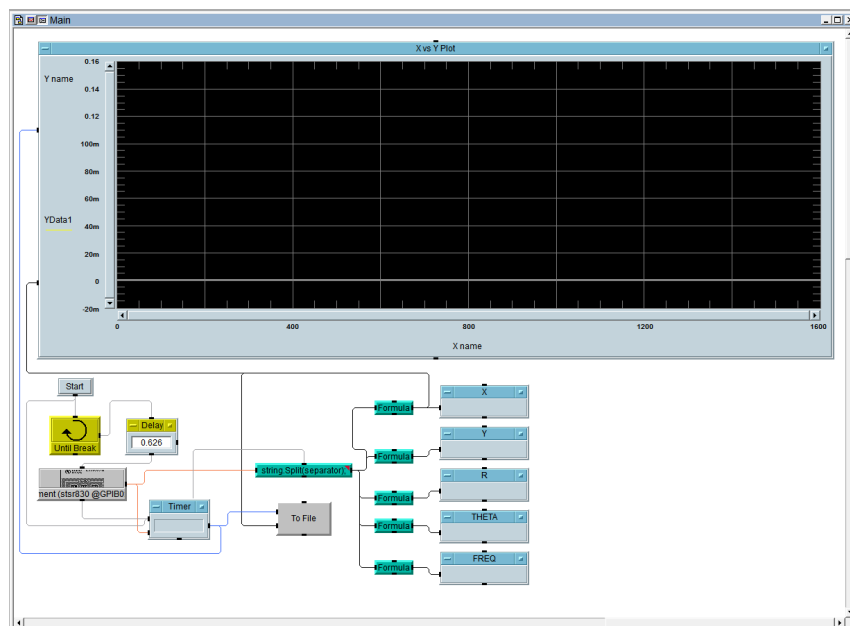 Main
X vs Y Plot
Y name
0.16
0.14
0.12
100m
80m
60m
YData1
40m
20m
0
-20m
0
400
800
1200
1600
X name
Start
Until Break
Delay
0.626
ment (stsr830 @GPIB0
Timer
string.Split(separator)
To File
Formula
X
Formula
Y
Formula
R
Formula
THETA
Formula
FREQ